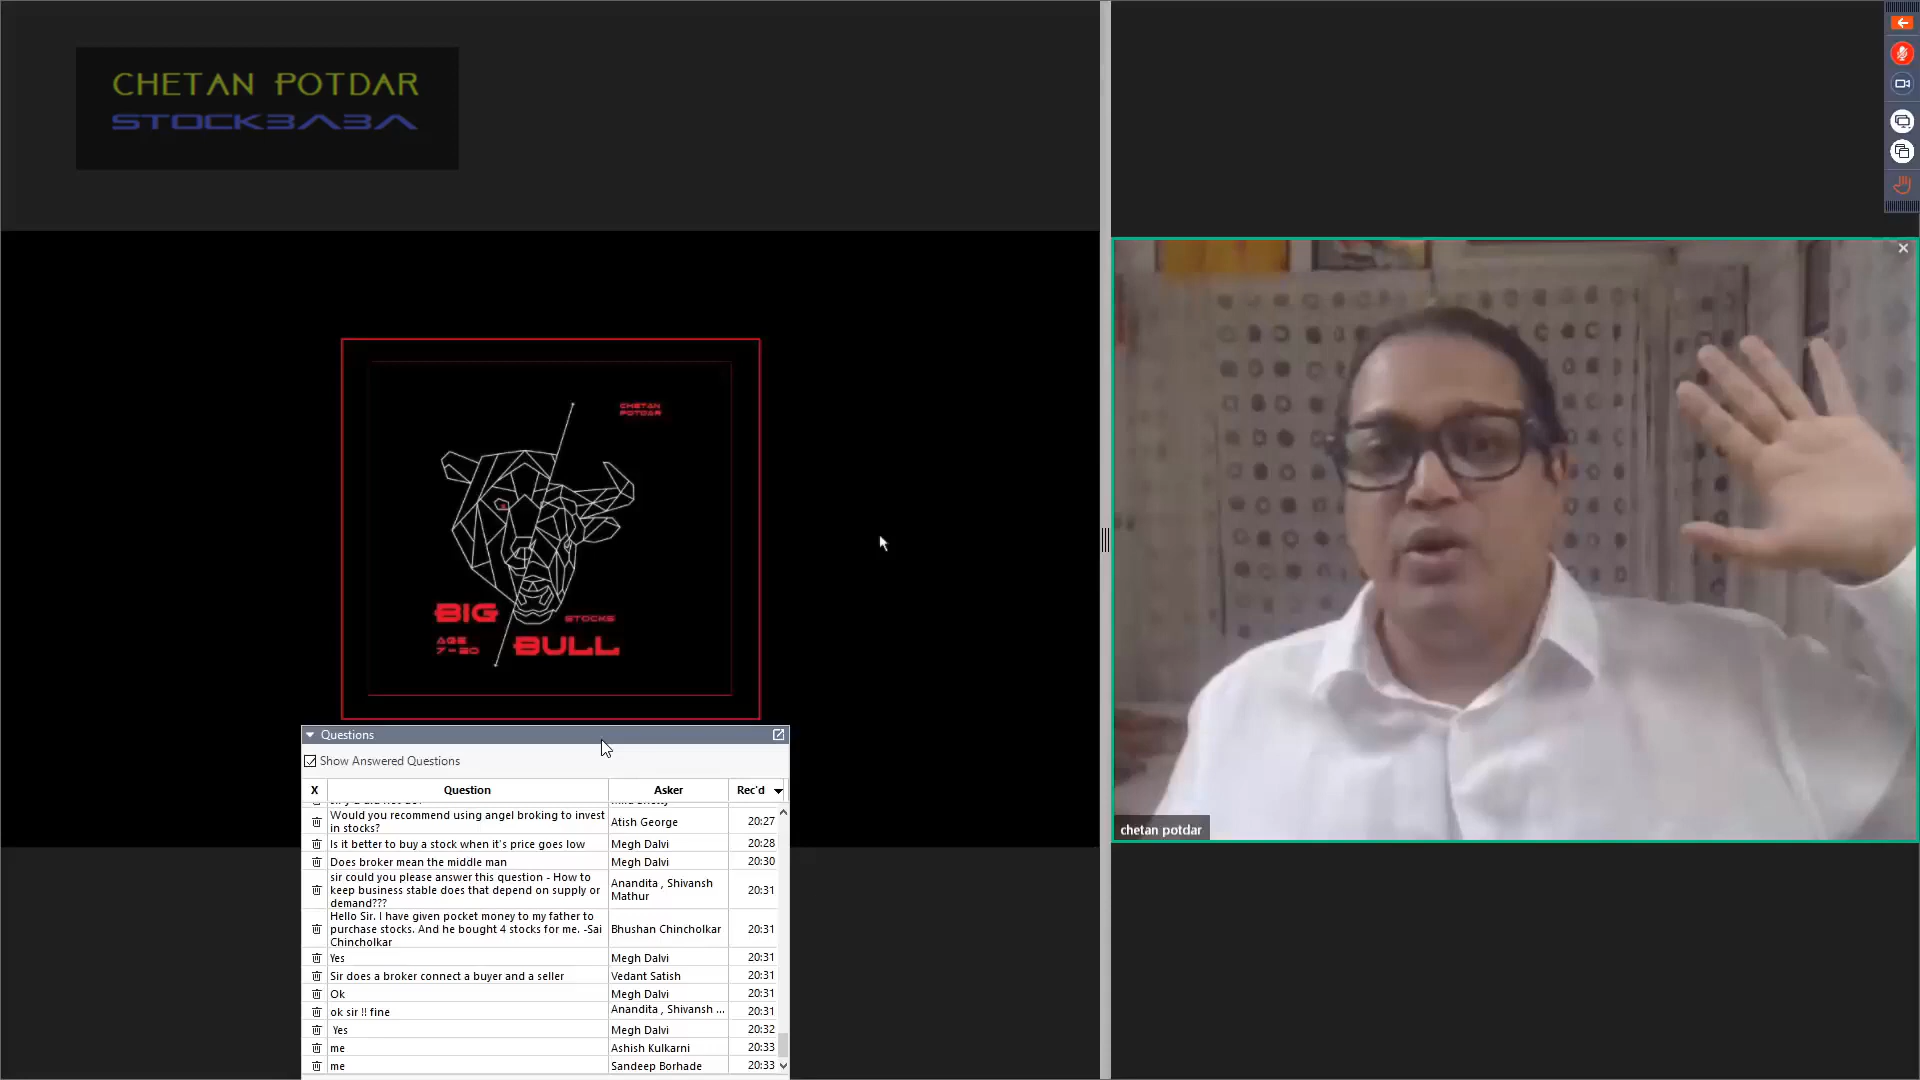 CHETAN POTDAR
STOCKBABA
CHETAN
POTDAR
BIG
STOCKS
AGE
7-20
BULL
chetan potdar
Questions
Show Answered Questions
X Question Asker Rec'd
Would you recommend using angel broking to invest
in stocks?
Atish George 20:27
Is it better to buy a stock when it's price goes low Megh Dalvi 20:28
Does broker mean the middle man Megh Dalvi 20:30
sir could you please answer this question - How to
keep business stable does that depend on supply or
demand???
Anandita , Shivansh
Mathur
20:31
Hello Sir. I have given pocket money to my father to
purchase stocks. And he bought 4 stocks for me. -Sai
Chincholkar
Bhushan Chincholkar 20:31
Yes Megh Dalvi 20:31
Sir does a broker connect a buyer and a seller Vedant Satish 20:31
Ok Megh Dalvi 20:31
ok sir !! fine Anandita , Shivansh ... 20:31
Yes Megh Dalvi 20:32
me Ashish Kulkarni 20:33
me Sandeep Borhade 20:33